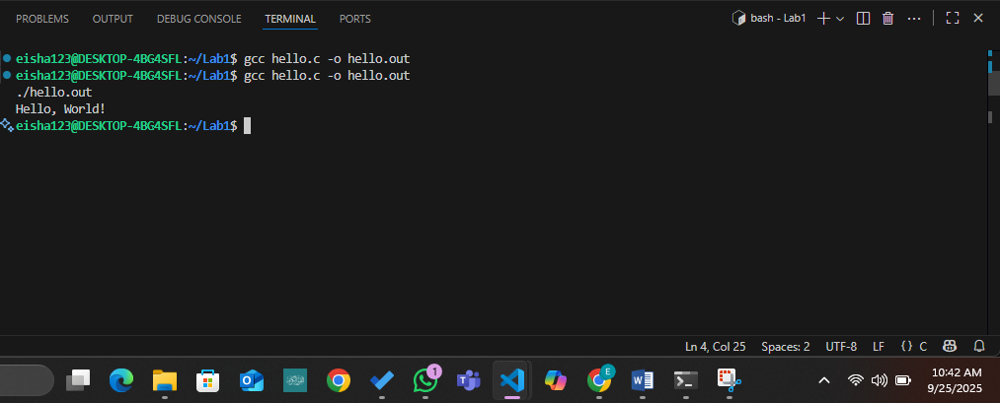 PROBLEMS OUTPUT DEBUG CONSOLE TERMINAL PORTS bash - Lab1
eisha123@DESKTOP-4BG4SFL:~/Lab1$ gcc hello.c -o hello.out
eisha123@DESKTOP-4BG4SFL:~/Lab1$ gcc hello.c -o hello.out
./hello.out
Hello, World!
eisha123@DESKTOP-4BG4SFL:~/Lab1$
Ln 4, Col 25 Spaces: 2 UTF-8 LF {} C
1 E 10:42 AM
9/25/2025